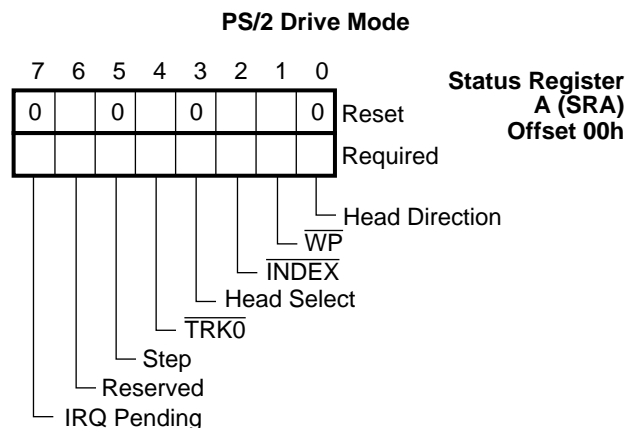 PS/2 Drive Mode
7 6 5 4 3 2 1 0
Status Register
A (SRA)
Offset 00h
0 0 0 0 Reset
Required
Head Direction
WP
INDEX
Head Select
TRK0
Step
Reserved
IRQ Pending